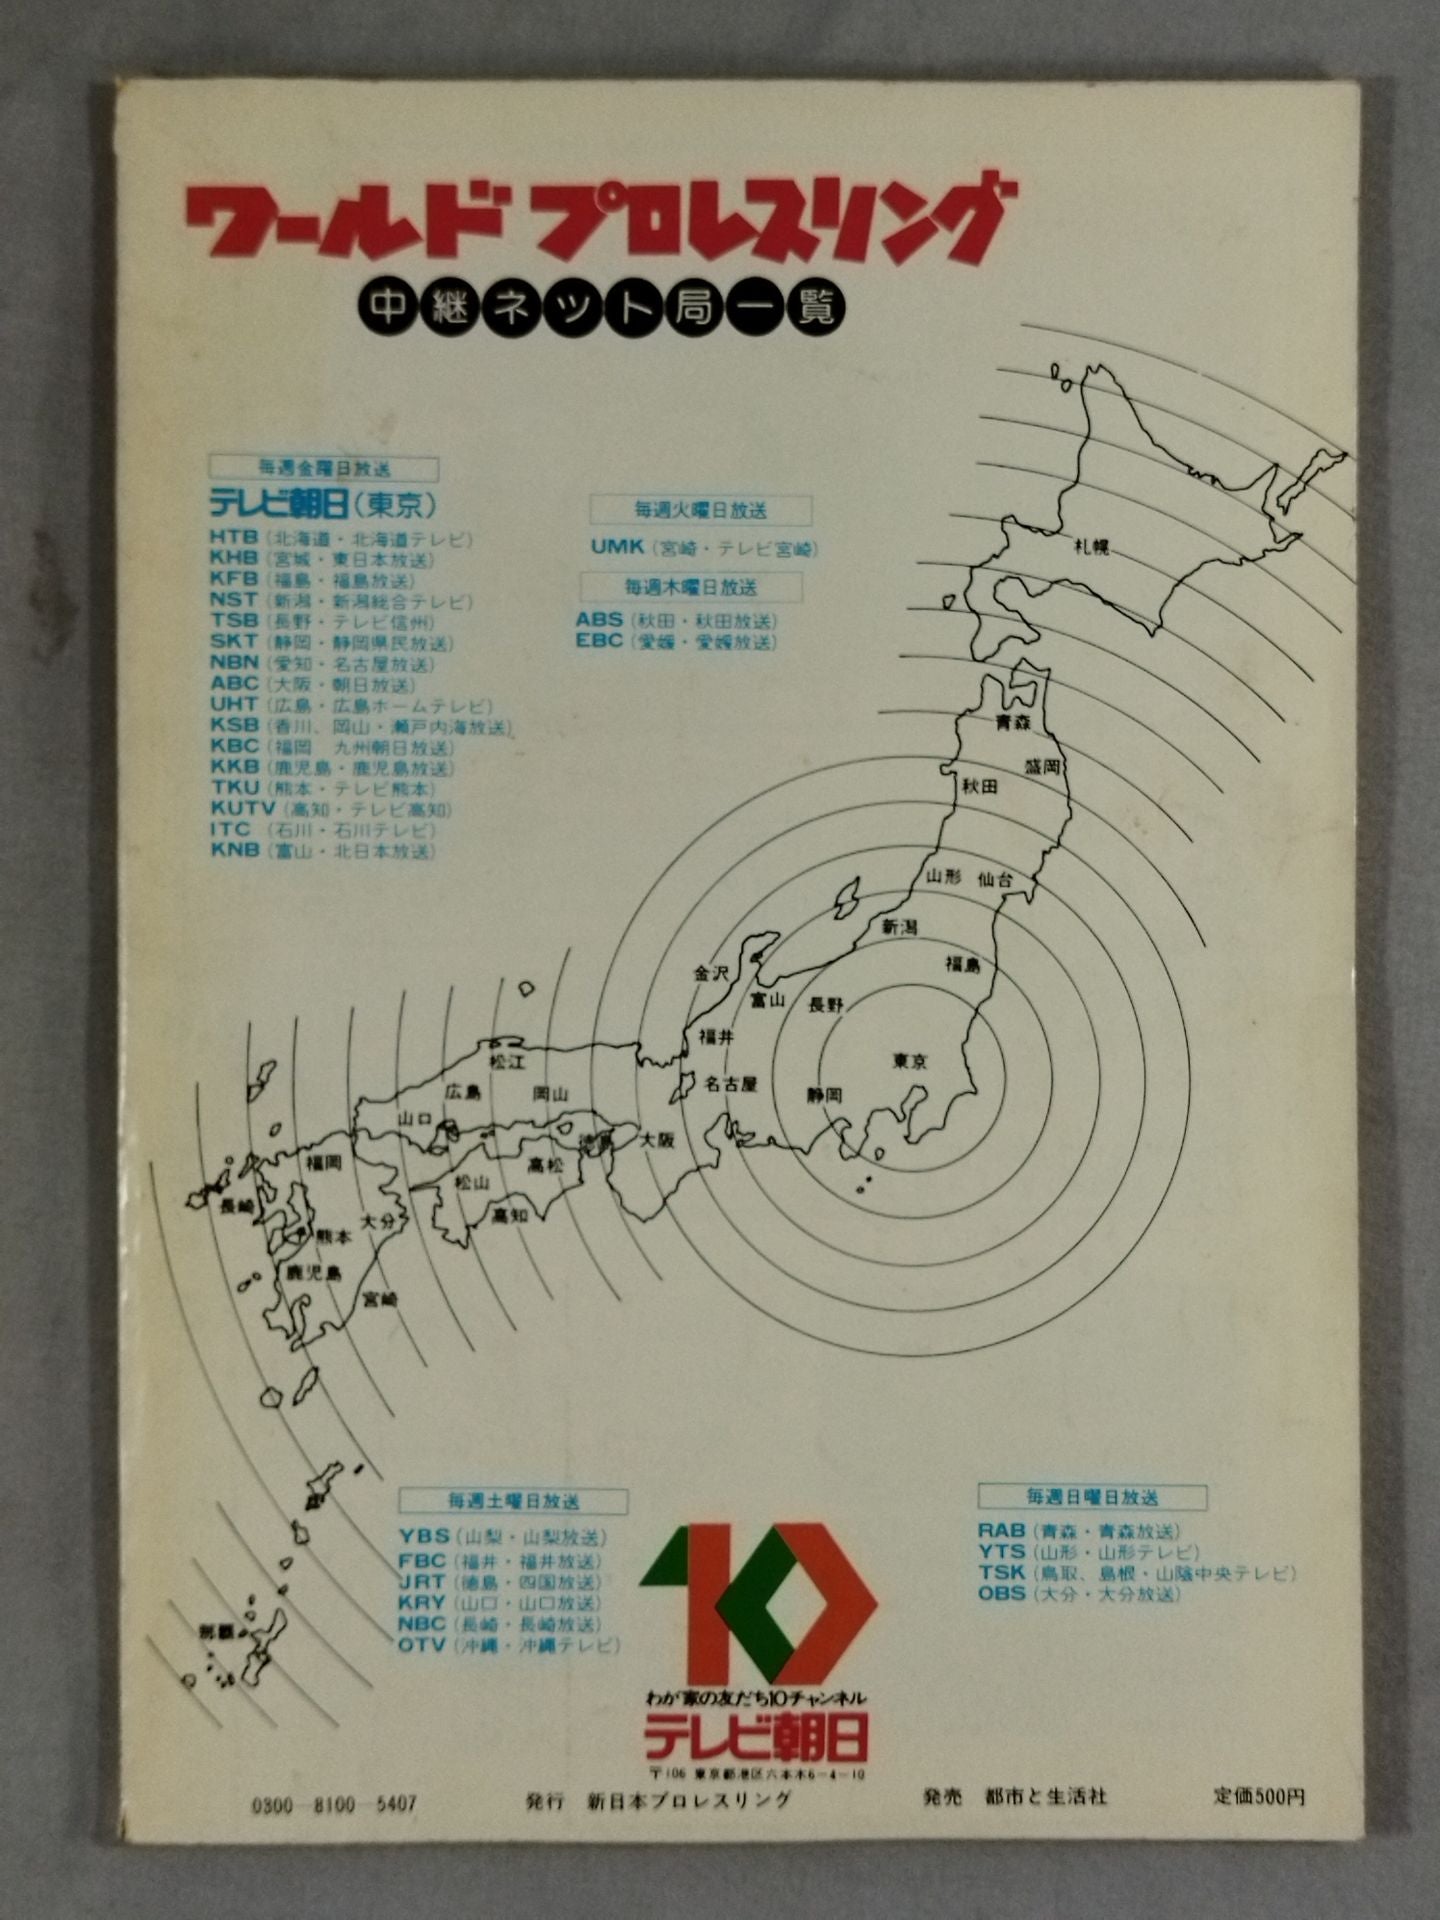 ワールドプロレスリング
中継ネット局一覧
毎週金曜日放送
テレビ朝日(東京)
HTB(北海道・北海道テレビ)
KHB(宮城・東日本放送)
KFB(福島・福島放送)
NST(新潟・新潟総合テレビ)
TSB(長野・テレビ信州)
SKT(静岡・静岡県民放送)
NBN(愛知・名古屋放送)
ABC(大阪・朝日放送)
UHT(広島・広島ホームテレビ)
KSB(香川、岡山・瀬戸内海放送)
KBC(福岡 九州朝日放送)
KKB(鹿児島・鹿児島放送)
TKU(熊本・テレビ熊本)
KUTV(高知・テレビ高知)
ITC(石川・石川テレビ)
KNB(富山・北日本放送)
毎週火曜日放送
UMK(宮崎・テレビ宮崎)
毎週木曜日放送
ABS(秋田・秋田放送)
EBC(愛媛・愛媛放送)
札幌
青森
盛岡
秋田
山形 仙台
新潟
福島
金沢
富山 長野
福井
東京
名古屋
静岡
松江
広島
岡山
山口
徳島
大阪
福岡
高松
松山
長崎
高知
大分
熊本
鹿児島
宮崎
那覇
毎週土曜日放送
YBS(山梨・山梨放送)
FBC(福井・福井放送)
JRT(徳島・四国放送)
KRY(山口・山口放送)
NBC(長崎・長崎放送)
OTV(沖縄・沖縄テレビ)
毎週日曜日放送
RAB(青森・青森放送)
YTS(山形・山形テレビ)
TSK(鳥取、島根・山陰中央テレビ)
OBS(大分・大分放送)
10
わが家の友だち10チャンネル
テレビ朝日
〒106 東京都港区六本木6-4-10
0300 8100 5407
発行 新日本プロレスリング
発売 都市と生活社
定価500円